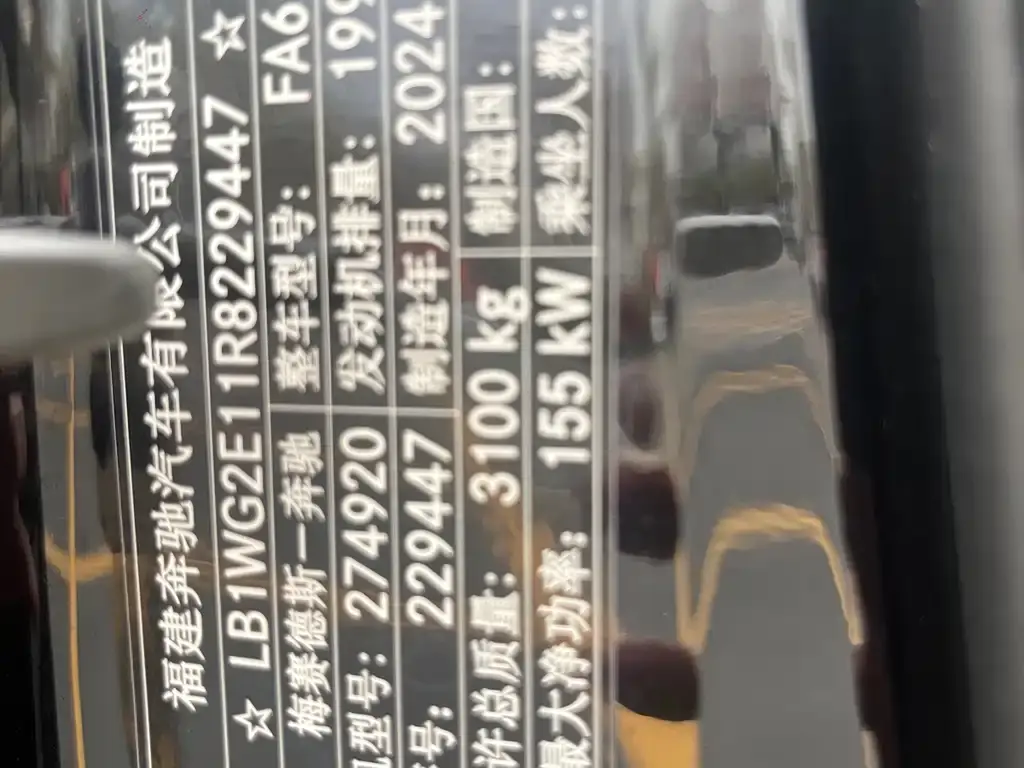 福建奔驰汽车有限公司制造
☆ LB1WG2E11R8229447 ☆
梅赛德斯-奔驰 整车型号: FA6
机型号: 274920 发动机排量: 199
号: 229447 制造年月: 2024
许总质量: 3100 kg 制造国:
最大净功率: 155 kW 乘坐人数: